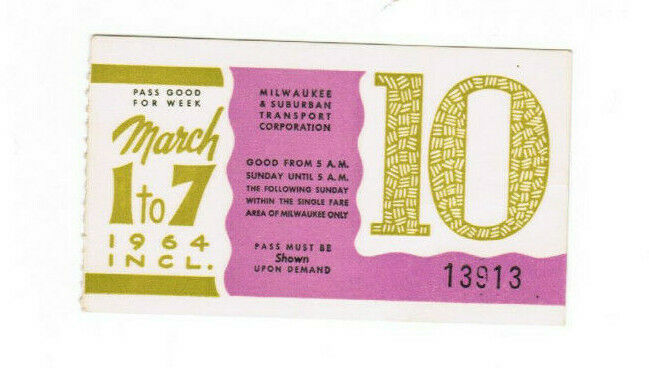 PASS GOOD
FOR WEEK
March
1 to 7
1964
INCL.
MILWAUKEE
& SUBURBAN
TRANSPORT
CORPORATION
GOOD FROM 5 A.M.
SUNDAY UNTIL 5 A.M.
THE FOLLOWING SUNDAY
WITHIN THE SINGLE FARE
AREA OF MILWAUKEE ONLY
PASS MUST BE
Shown
UPON DEMAND
10
13913